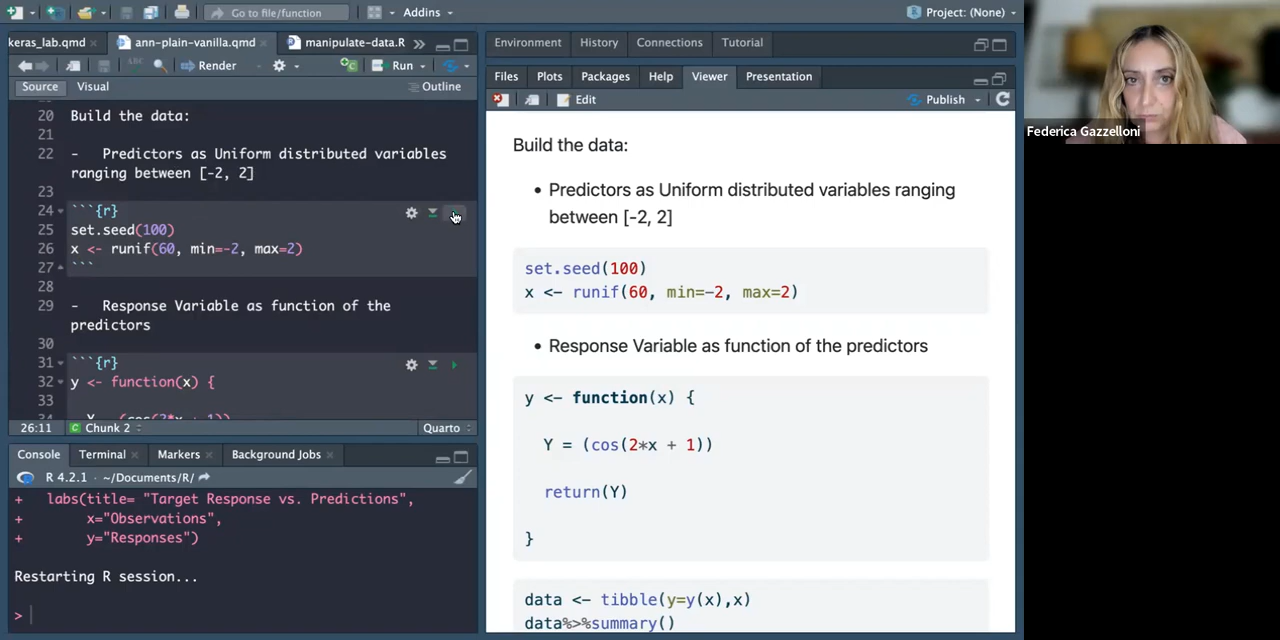 Go to file/function
Addins
Project: (None)
keras_lab.qmd
ann-plain-vanilla.qmd
manipulate-data.R
Render
Run
Source
Visual
Outline
20 Build the data:
21
22 - Predictors as Uniform distributed variables
ranging between [-2, 2]
23
24 ```{r}
25 set.seed(100)
26 x <- runif(60, min=-2, max=2)
27 ```
28
29 - Response Variable as function of the
predictors
30
31 ```{r}
32 y <- function(x) {
33
26:11
Chunk 2
Quarto
Console
Terminal
Markers
Background Jobs
R 4.2.1 · ~/Documents/R/
+ labs(title= "Target Response vs. Predictions",
+ x="Observations",
+ y="Responses")
Restarting R session...
>
Environment
History
Connections
Tutorial
Files
Plots
Packages
Help
Viewer
Presentation
Edit
Publish
Build the data:
• Predictors as Uniform distributed variables ranging
between [-2, 2]
set.seed(100)
x <- runif(60, min=-2, max=2)
• Response Variable as function of the predictors
y <- function(x) {
Y = (cos(2*x + 1))
return(Y)
}
data <- tibble(y=y(x),x)
data%>%summary()
Federica Gazzelloni